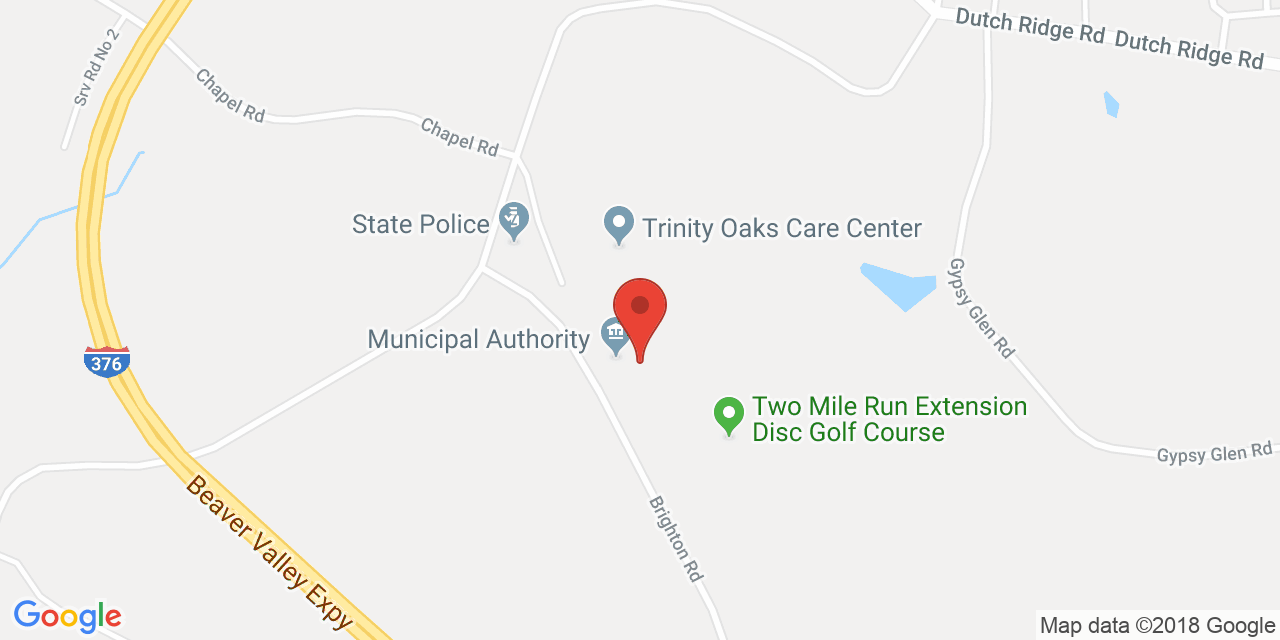 Dutch Ridge Rd
Dutch Ridge Rd
Srv Rd No 2
Chapel Rd
Chapel Rd
State Police
Trinity Oaks Care Center
Gypsy Glen Rd
Municipal Authority
376
Two Mile Run Extension
Disc Golf Course
Gypsy Glen Rd
Beaver Valley Expy
Brighton Rd
Google
Map data ©2018 Google